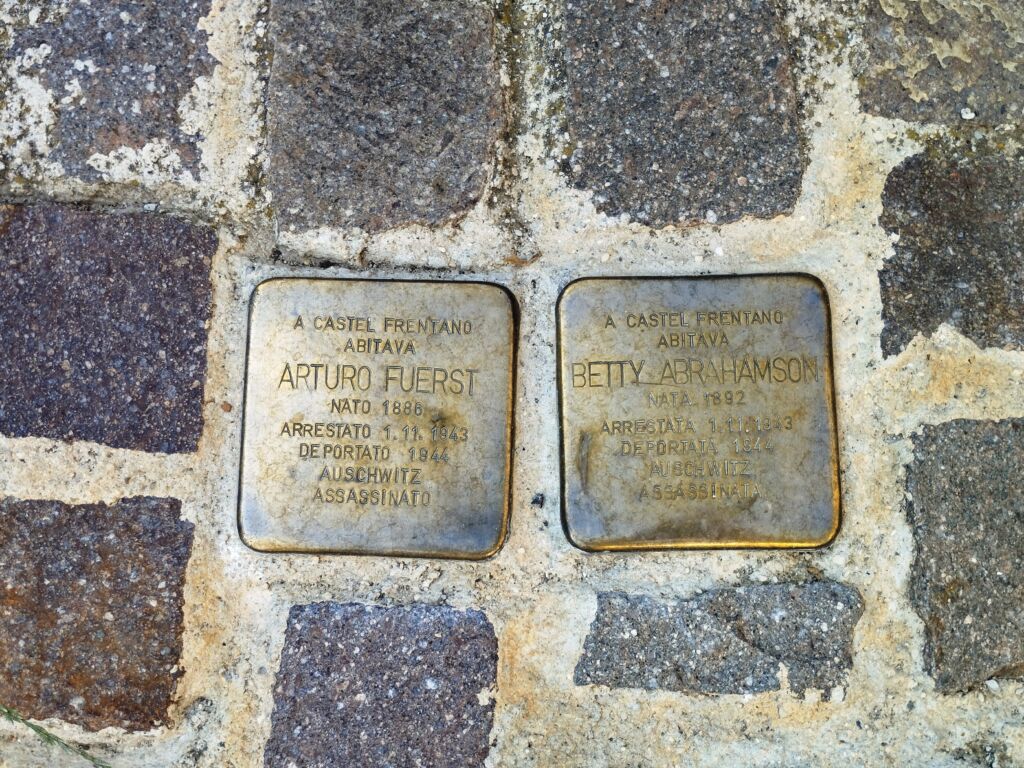 A CASTEL FRENTANO
ABITAVA
ARTURO FUERST
NATO 1886
ARRESTATO 1.11.1943
DEPORTATO 1944
AUSCHWITZ
ASSASSINATO
A CASTEL FRENTANO
ABITAVA
BETTY ABRAHAMSON
NATA 1892
ARRESTATA 1.11.1943
DEPORTATA 1944
AUSCHWITZ
ASSASSINATA